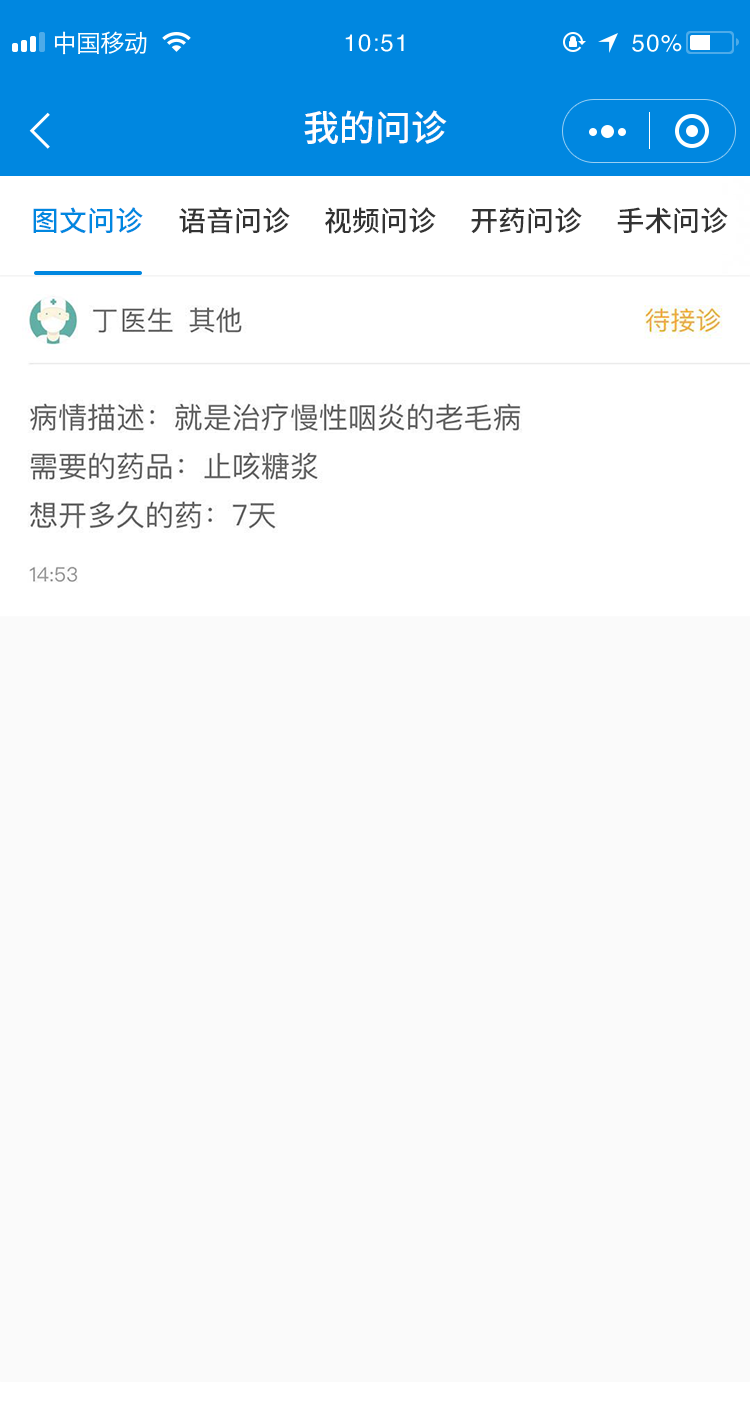 中国移动 10:51 50%
我的问诊
图文问诊 语音问诊 视频问诊 开药问诊 手术问诊
丁医生 其他 待接诊
病情描述：就是治疗慢性咽炎的老毛病
需要的药品：止咳糖浆
想开多久的药：7天
14:53